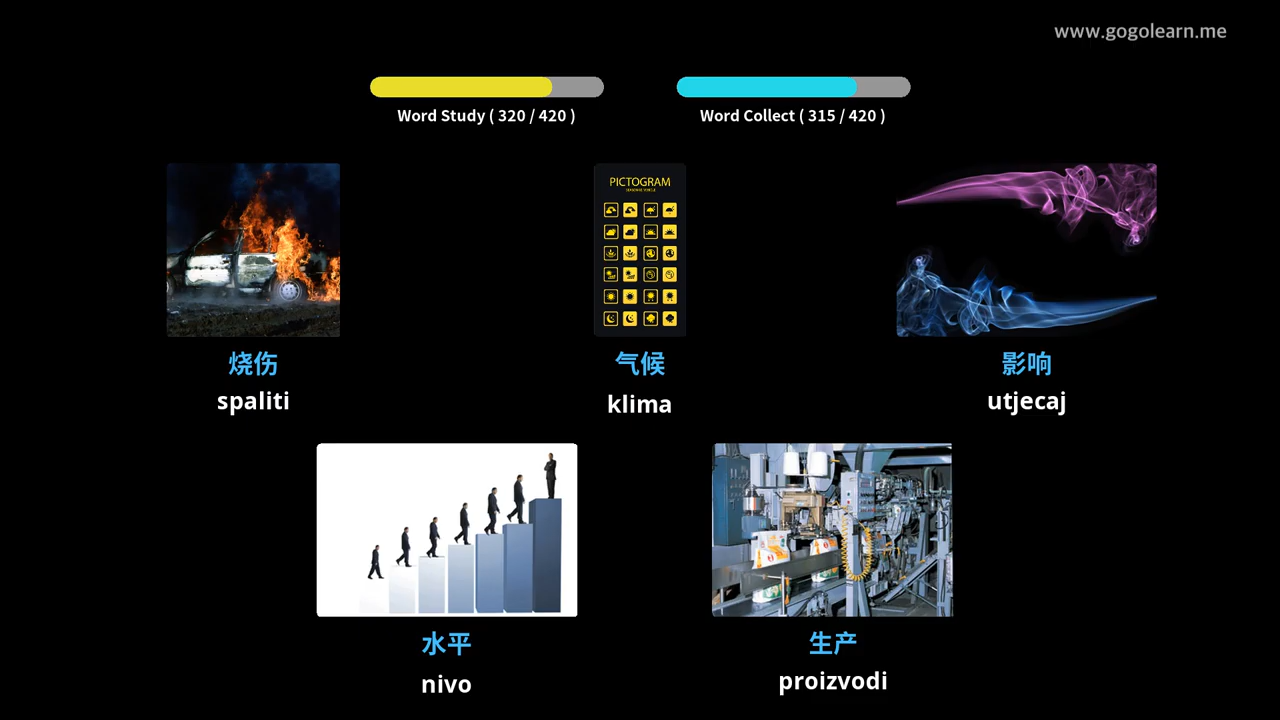 www.gogolearn.me
Word Study ( 320 / 420 )
Word Collect ( 315 / 420 )
PICTOGRAM
烧伤
气候
影响
spaliti
klima
utjecaj
水平
生产
nivo
proizvodi